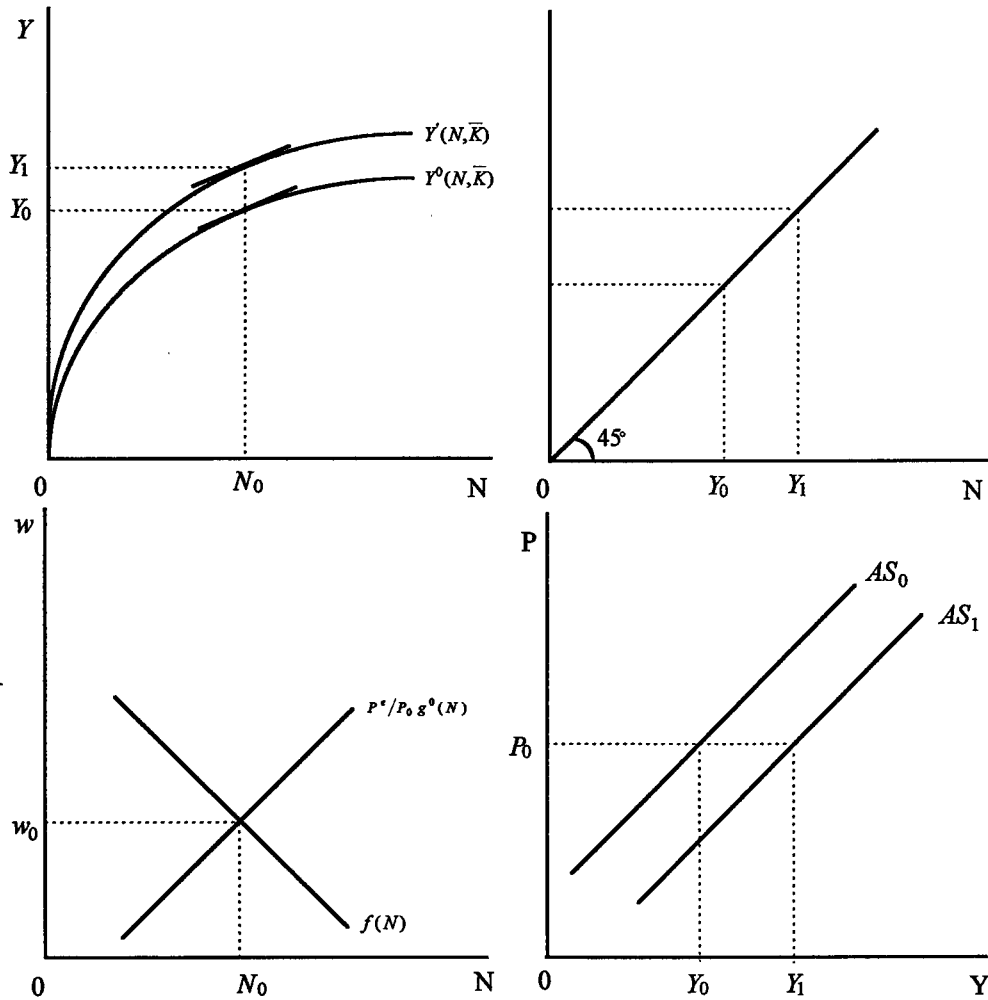 Y
Y'(N,K̅)
Y⁰(N,K̅)
Y₁
Y₀
0
N₀
N
45°
0
Y₀
Y₁
N
w
Pᵉ/P₀ g⁰(N)
w₀
f(N)
0
N₀
N
P
AS₀
AS₁
P₀
0
Y₀
Y₁
Y